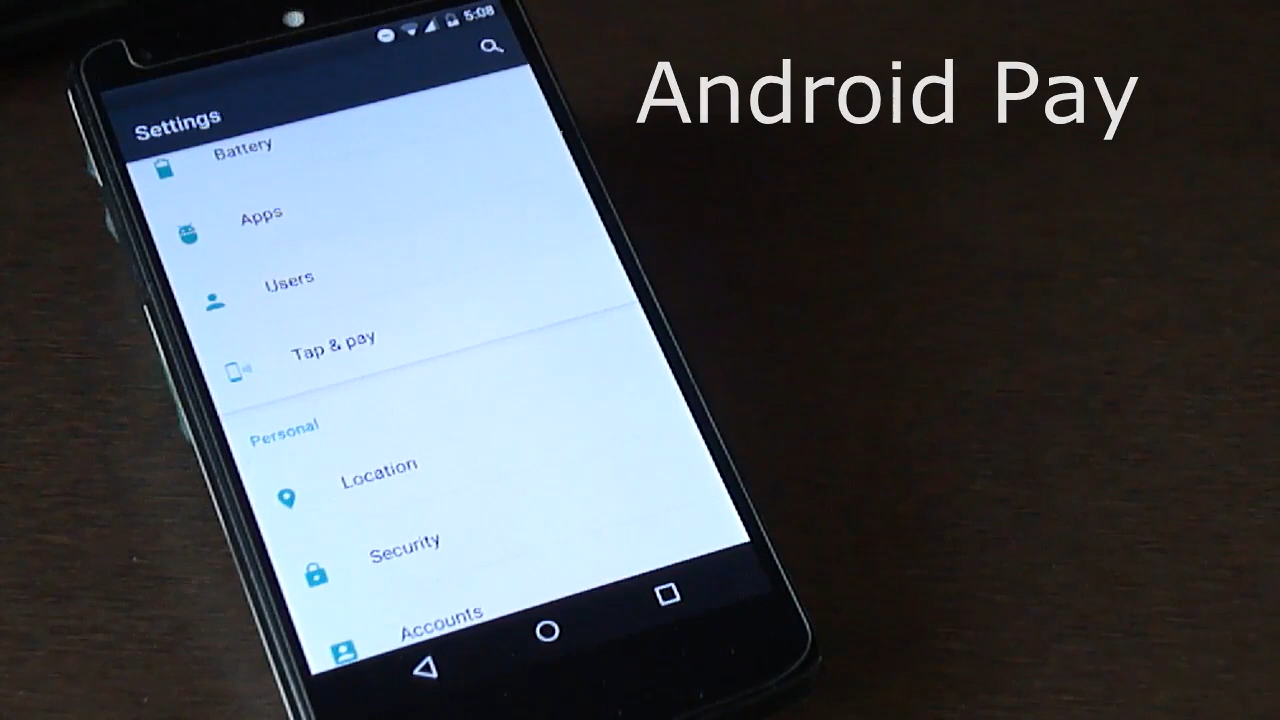 5:08
Settings
Android Pay
Battery
Apps
Users
Tap & pay
Personal
Location
Security
Accounts